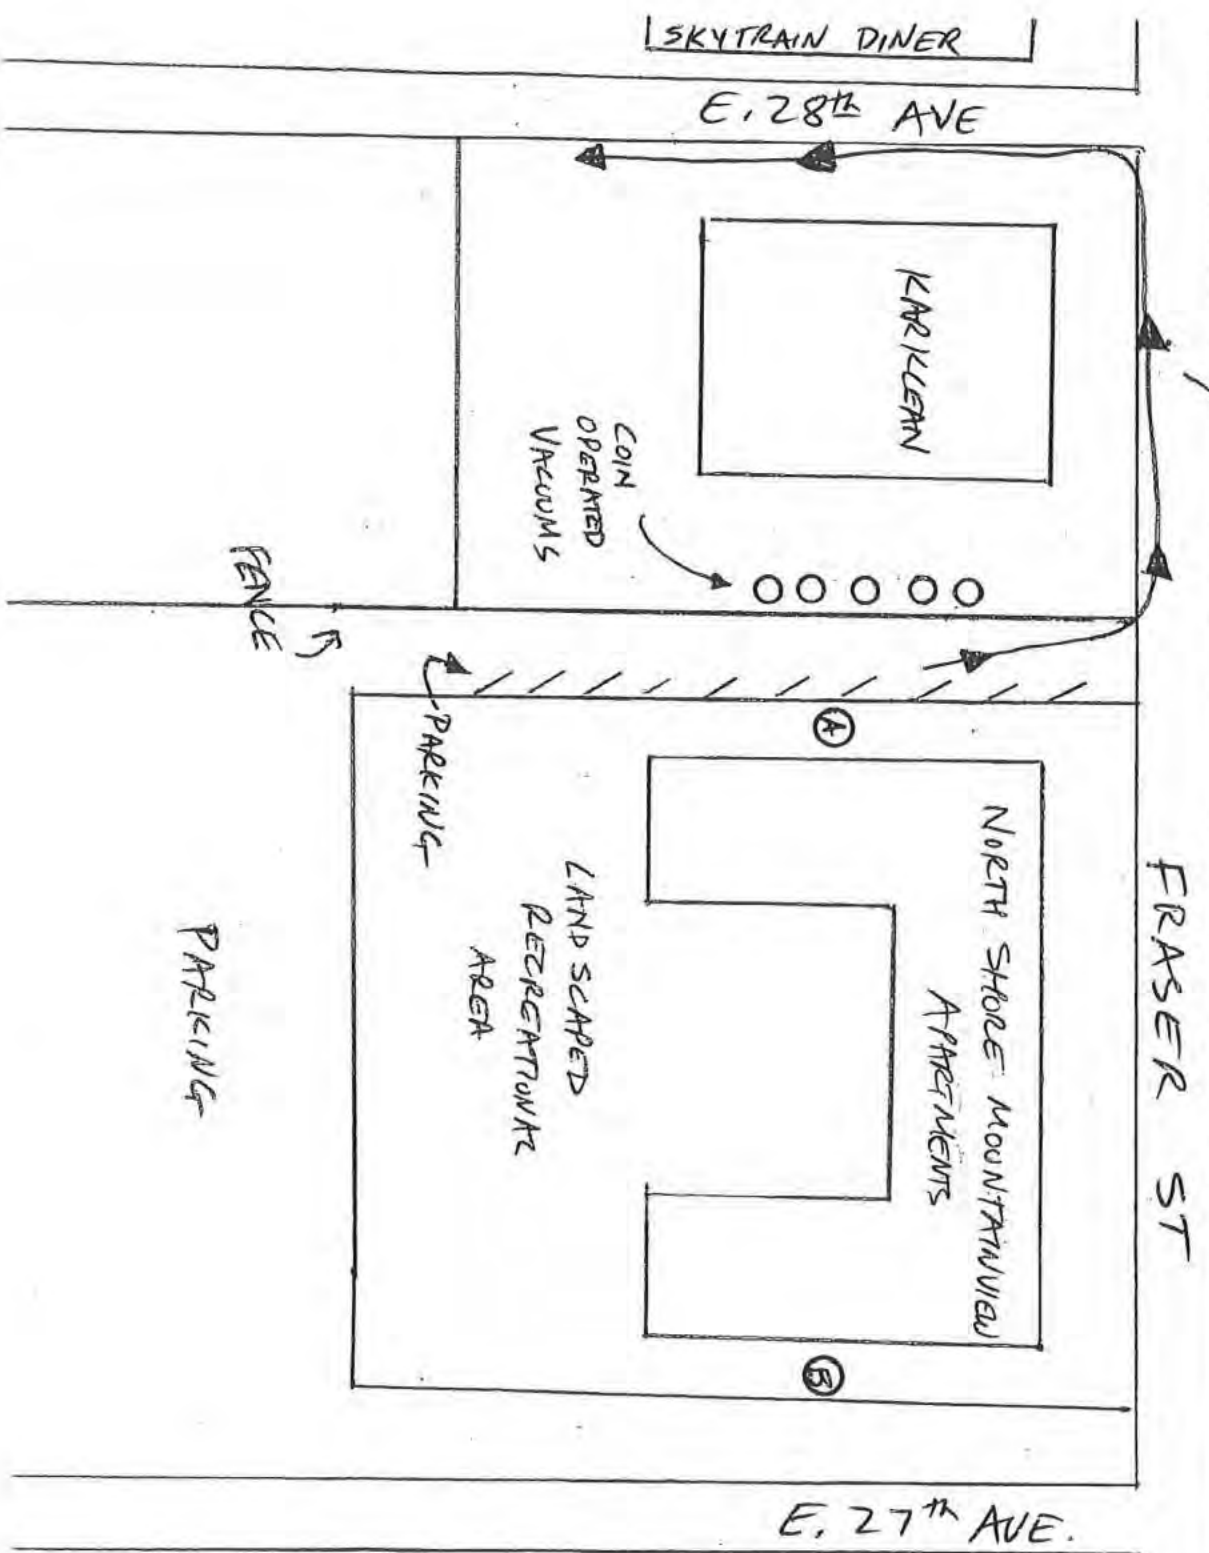 SKYTRAIN DINER
E. 28th AVE
KARKLEAN
COIN
OPERATED
VACUUMS
FENCE
PARKING
A
NORTH SHORE MOUNTAINVIEW
APARTMENTS
FRASER ST
LANDSCAPED
RECREATIONAL
AREA
PARKING
B
E. 27th AVE.